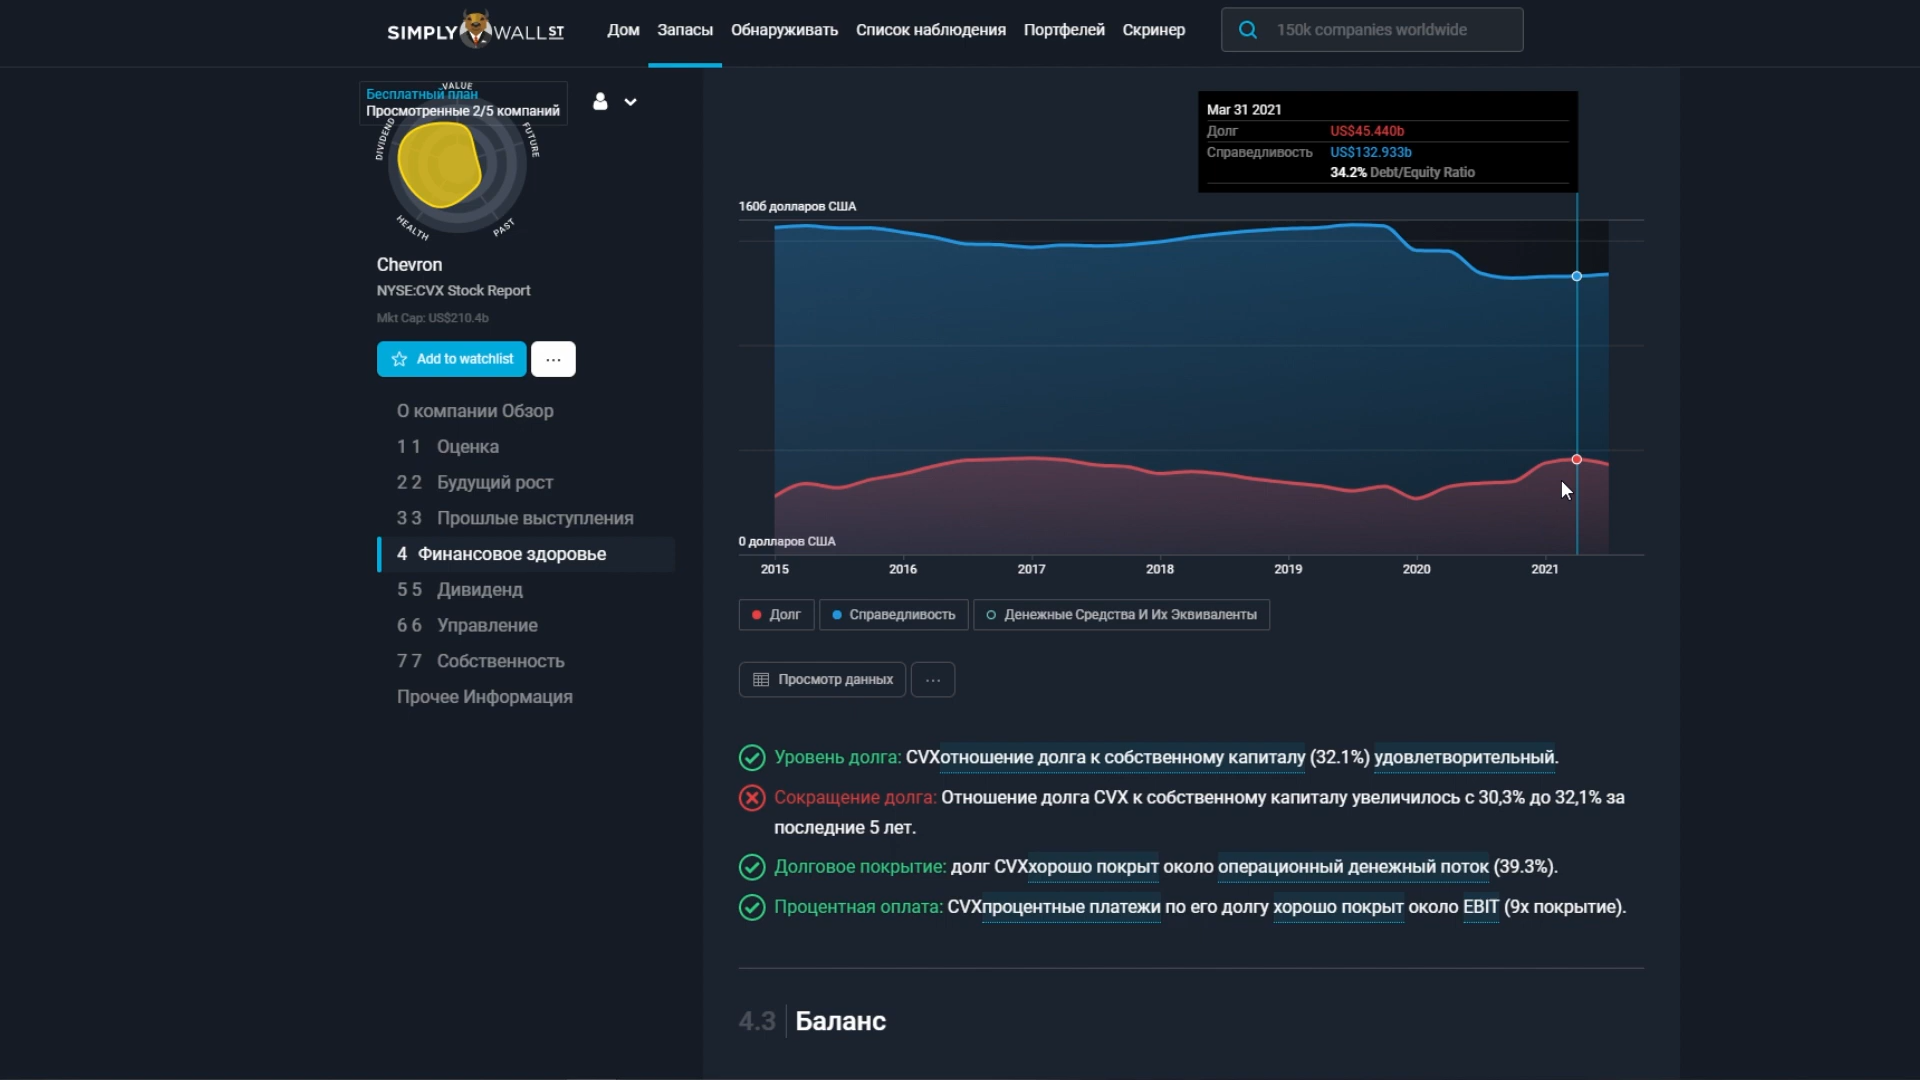 SIMPLY WALLST
Дом Запасы Обнаруживать Список наблюдения Портфелей Скринер
150k companies worldwide
VALUE
FUTURE
PAST
HEALTH
DIVIDEND
Бесплатный план
Просмотренные 2/5 компаний
Chevron
NYSE:CVX Stock Report
Mkt Cap: US$210.4b
Add to watchlist
...
О компании Обзор
1 1 Оценка
2 2 Будущий рост
3 3 Прошлые выступления
4 Финансовое здоровье
5 5 Дивиденд
6 6 Управление
7 7 Собственность
Прочее Информация
Mar 31 2021
Долг US$45.440b
Справедливость US$132.933b
34.2% Debt/Equity Ratio
160б долларов США
0 долларов США
2015 2016 2017 2018 2019 2020 2021
Долг Справедливость Денежные Средства И Их Эквиваленты
Просмотр данных ...
Уровень долга: CVXотношение долга к собственному капиталу (32.1%) удовлетворительный.
Сокращение долга: Отношение долга CVX к собственному капиталу увеличилось с 30,3% до 32,1% за
последние 5 лет.
Долговое покрытие: долг CVXхорошо покрыт около операционный денежный поток (39.3%).
Процентная оплата: CVXпроцентные платежи по его долгу хорошо покрыт около EBIT (9x покрытие).
4.3 Баланс